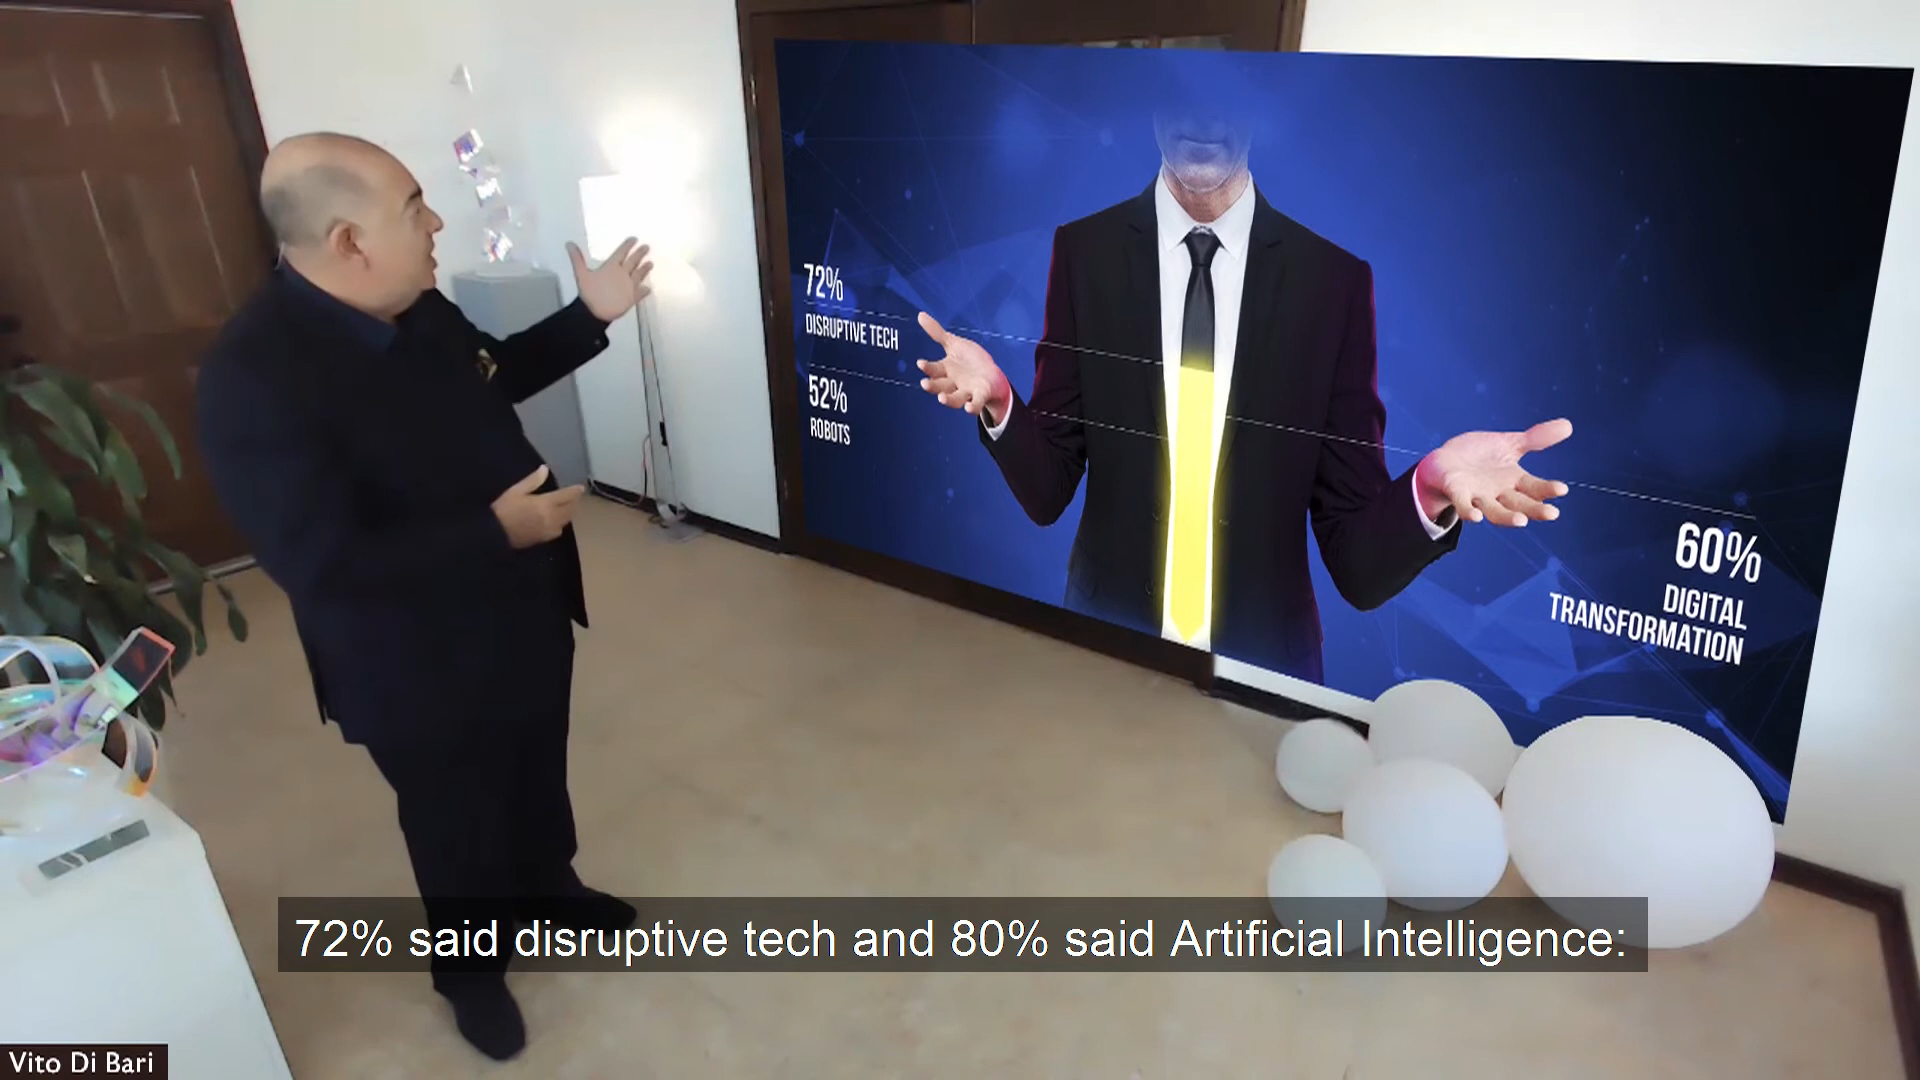 72%
DISRUPTIVE TECH
52%
ROBOTS
60%
DIGITAL
TRANSFORMATION
72% said disruptive tech and 80% said Artificial Intelligence:
Vito Di Bari